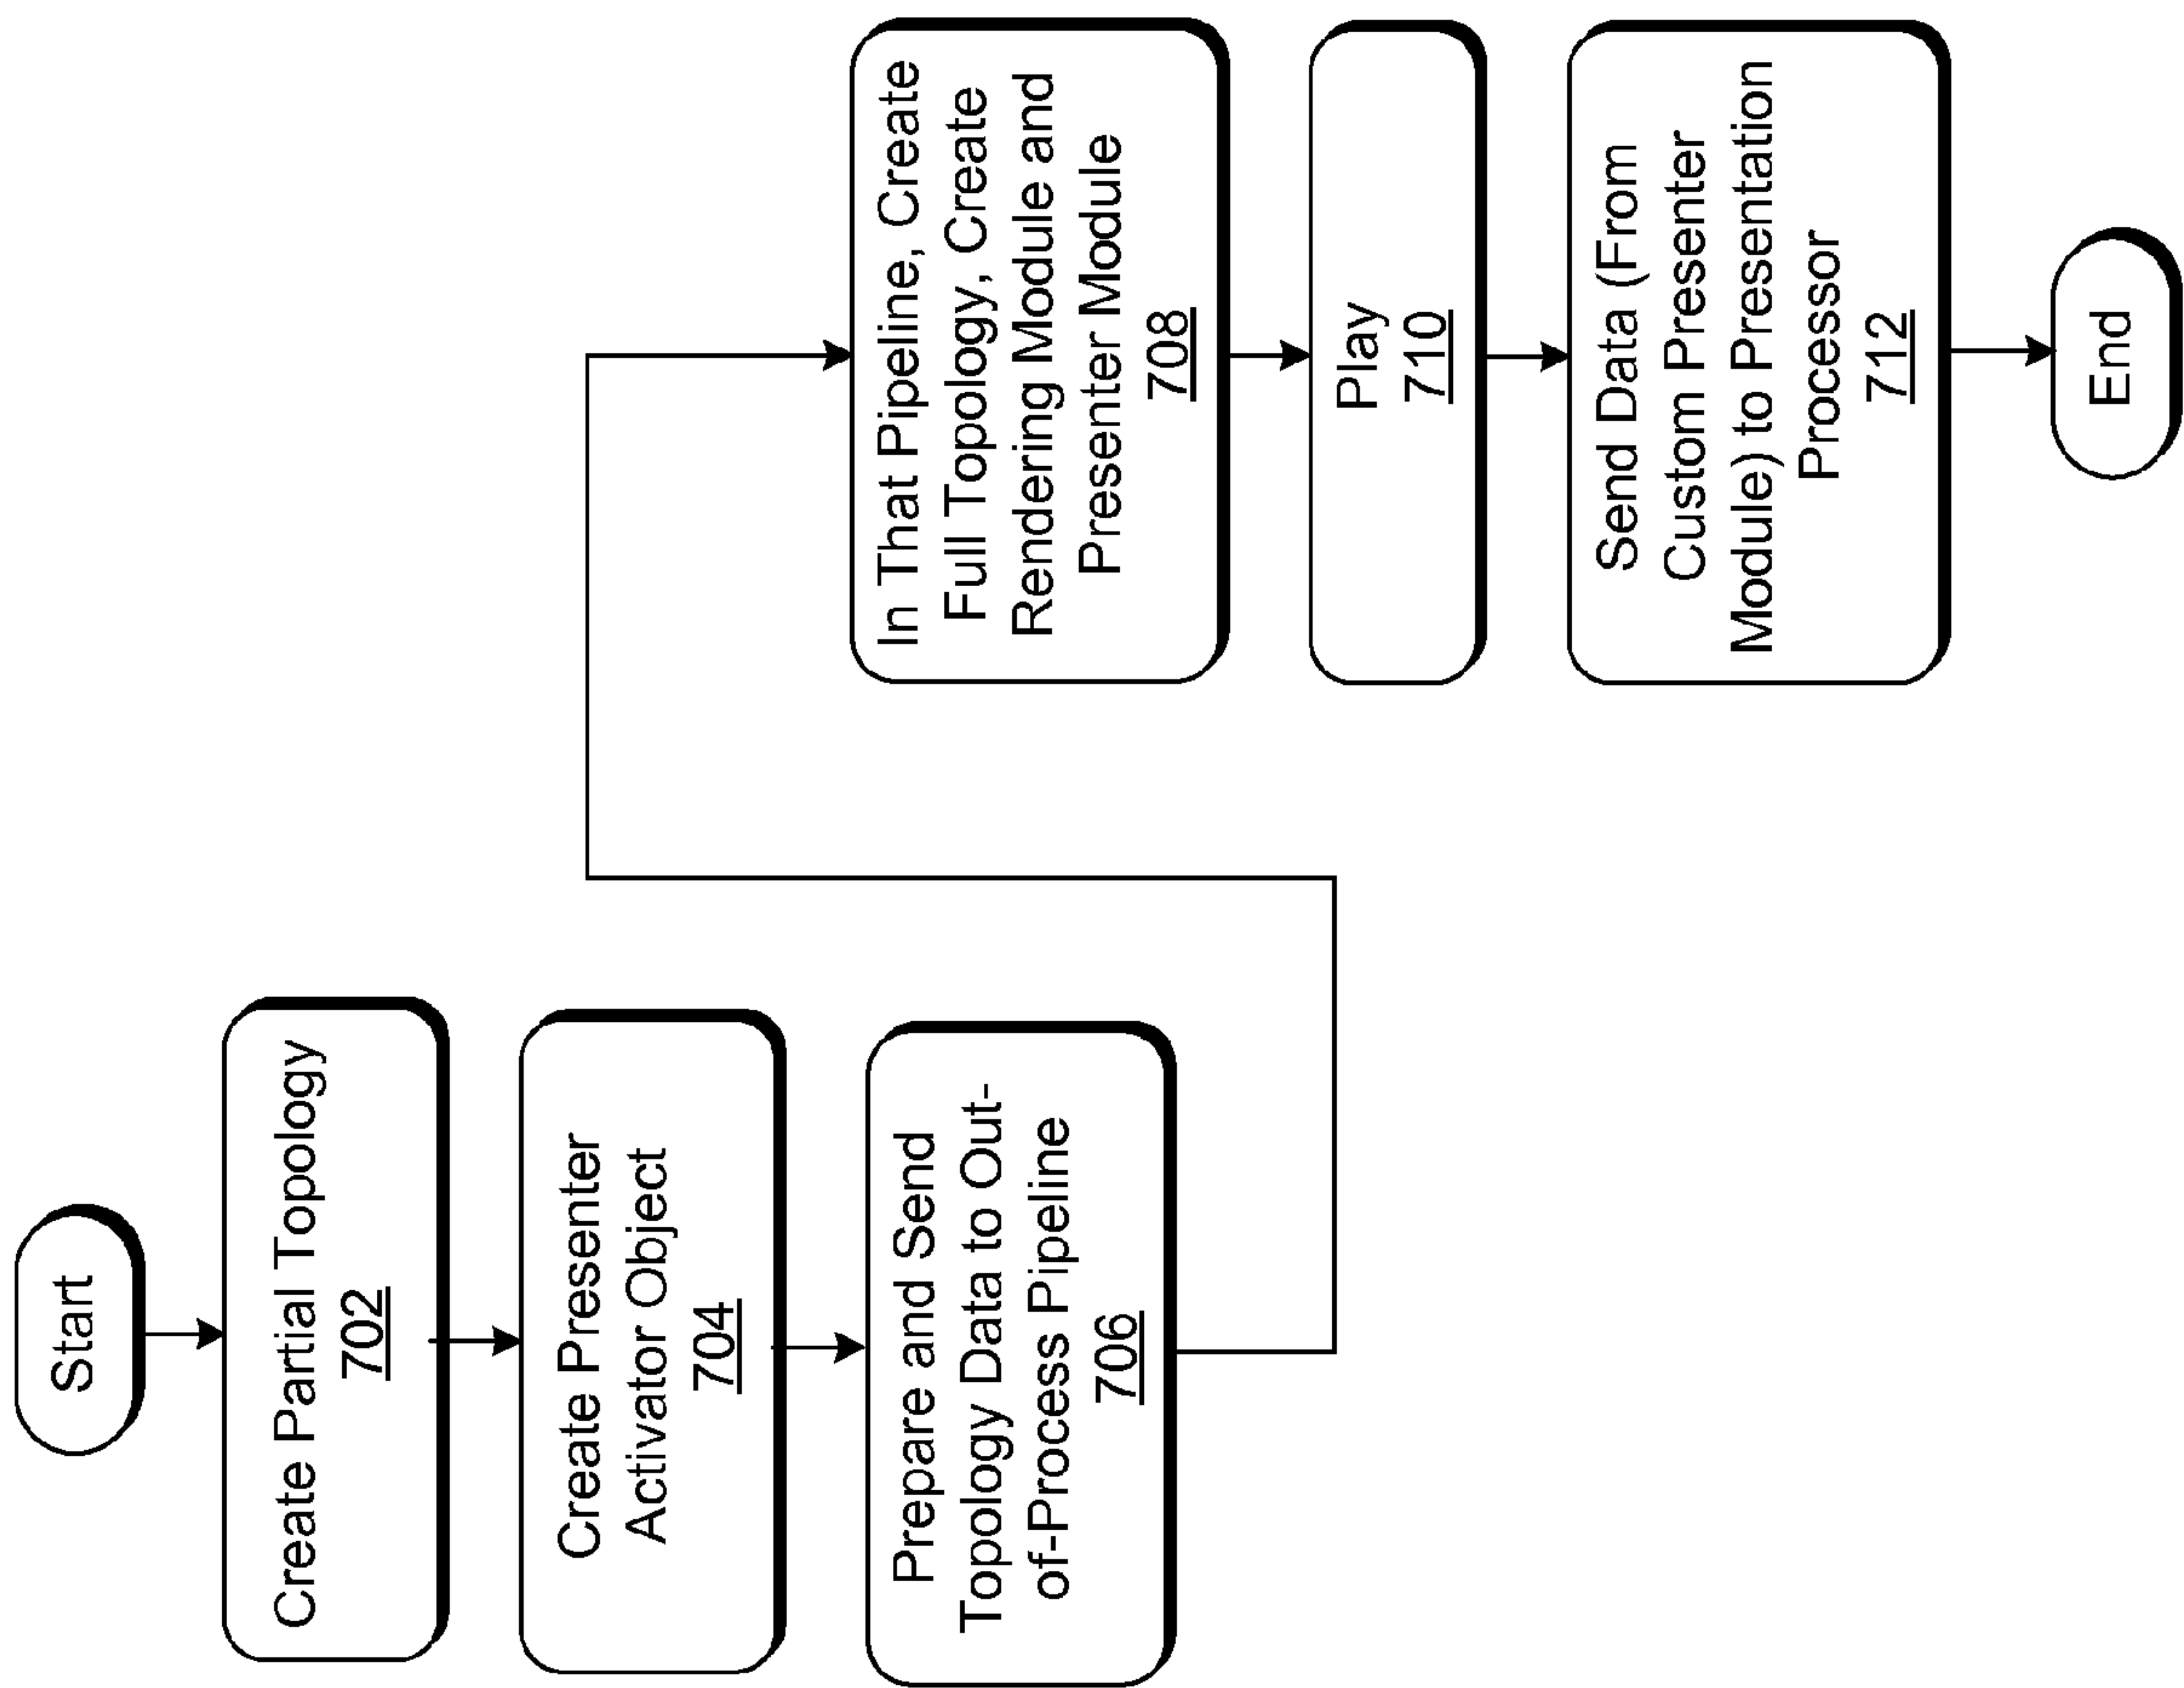 Start
Create Partial Topology
702
Create Presenter
Activator Object
704
Prepare and Send
Topology Data to Out-
of-Process Pipeline
706
In That Pipeline, Create
Full Topology, Create
Rendering Module and
Presenter Module
708
Play
710
Send Data (From
Custom Presenter
Module) to Presentation
Processor
712
End